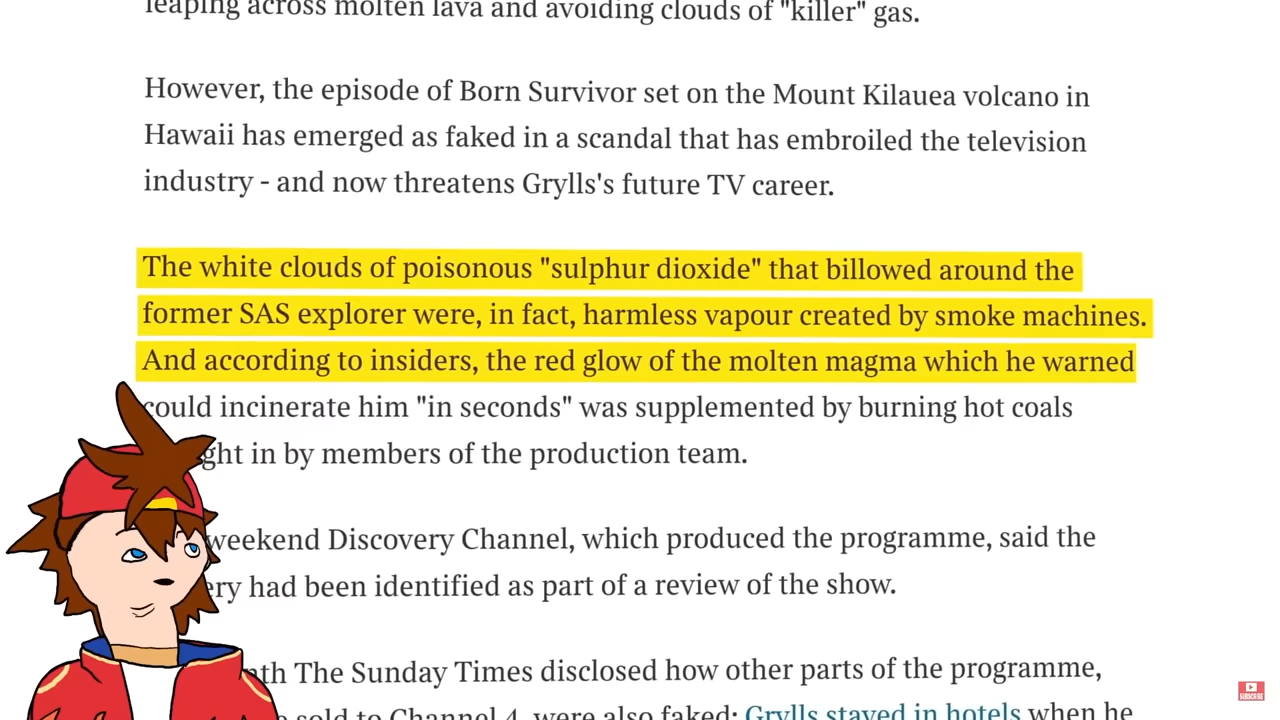 leaping across molten lava and avoiding clouds of "killer" gas.
However, the episode of Born Survivor set on the Mount Kilauea volcano in
Hawaii has emerged as faked in a scandal that has embroiled the television
industry - and now threatens Grylls's future TV career.
The white clouds of poisonous "sulphur dioxide" that billowed around the
former SAS explorer were, in fact, harmless vapour created by smoke machines.
And according to insiders, the red glow of the molten magma which he warned
could incinerate him "in seconds" was supplemented by burning hot coals
in by members of the production team.
weekend Discovery Channel, which produced the programme, said the
had been identified as part of a review of the show.
The Sunday Times disclosed how other parts of the programme,
sold to Channel 4, were also faked: Grylls stayed in hotels when he
SUBSCRIBE